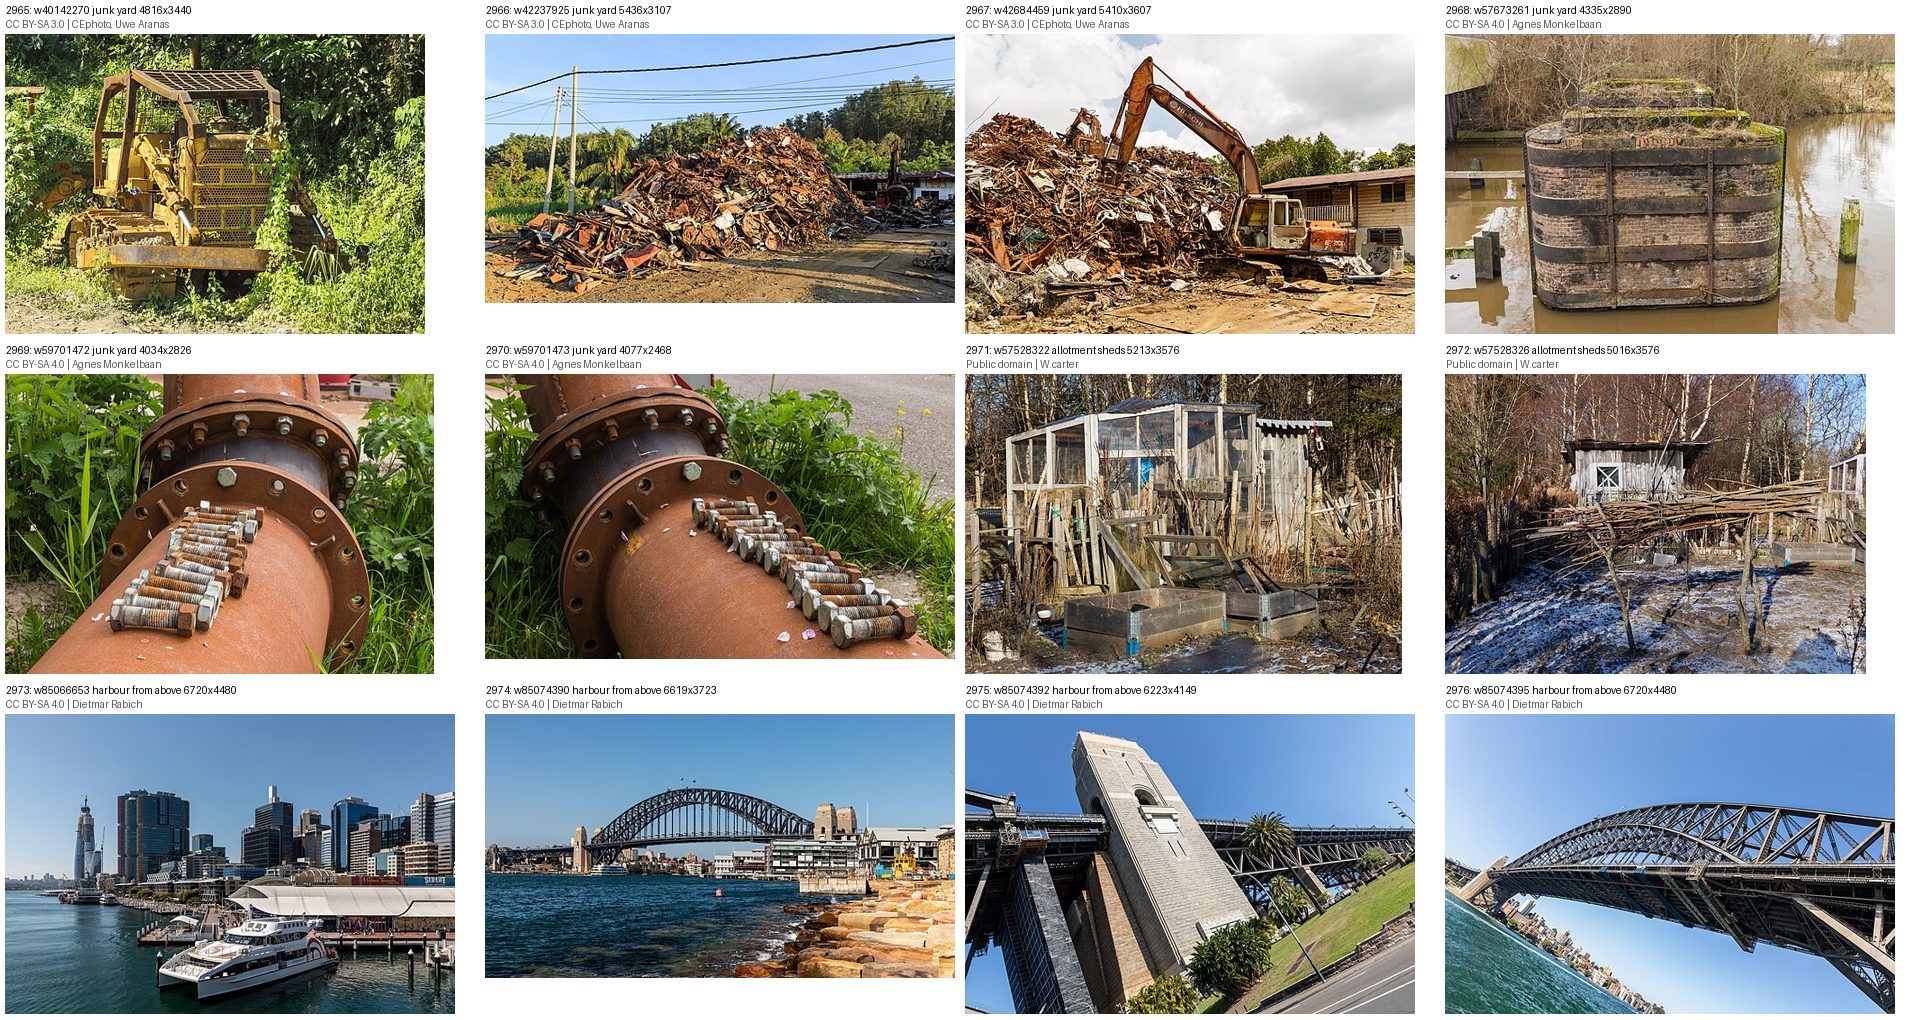 2965: w40142270 junk yard 4816x3440
CC BY-SA 3.0 | CEphoto, Uwe Aranas
2966: w42237925 junk yard 5436x3107
CC BY-SA 3.0 | CEphoto, Uwe Aranas
2967: w42684459 junk yard 5410x3607
CC BY-SA 3.0 | CEphoto, Uwe Aranas
2968: w57673261 junk yard 4335x2890
CC BY-SA 4.0 | Agnes Monkelbaan
HITACHI
2969: w59701472 junk yard 4034x2826
CC BY-SA 4.0 | Agnes Monkelbaan
2970: w59701473 junk yard 4077x2468
CC BY-SA 4.0 | Agnes Monkelbaan
2971: w57528322 allotment sheds 5213x3576
Public domain | W.carter
2972: w57528326 allotment sheds 5016x3576
Public domain | W.carter
2973: w85066653 harbour from above 6720x4480
CC BY-SA 4.0 | Dietmar Rabich
2974: w85074390 harbour from above 6619x3723
CC BY-SA 4.0 | Dietmar Rabich
2975: w85074392 harbour from above 6223x4149
CC BY-SA 4.0 | Dietmar Rabich
2976: w85074395 harbour from above 6720x4480
CC BY-SA 4.0 | Dietmar Rabich